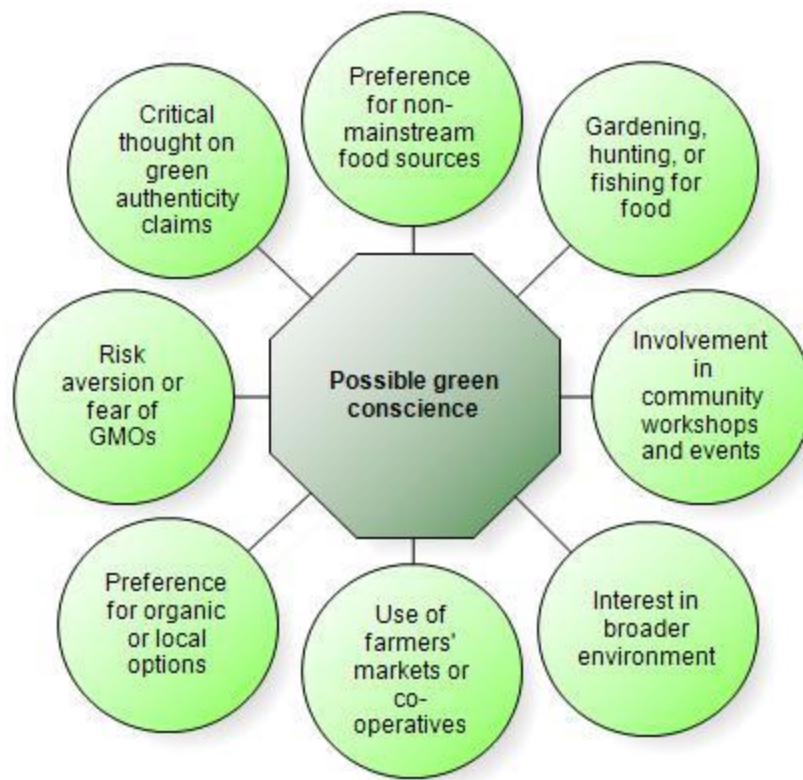 Preference
for non-
mainstream
food sources
Gardening,
hunting, or
fishing for
food
Involvement
in
community
workshops
and events
Interest in
broader
environment
Use of
farmers'
markets or
co-
operatives
Preference
for organic
or local
options
Risk
aversion or
fear of
GMOs
Critical
thought on
green
authenticity
claims
Possible green
conscience